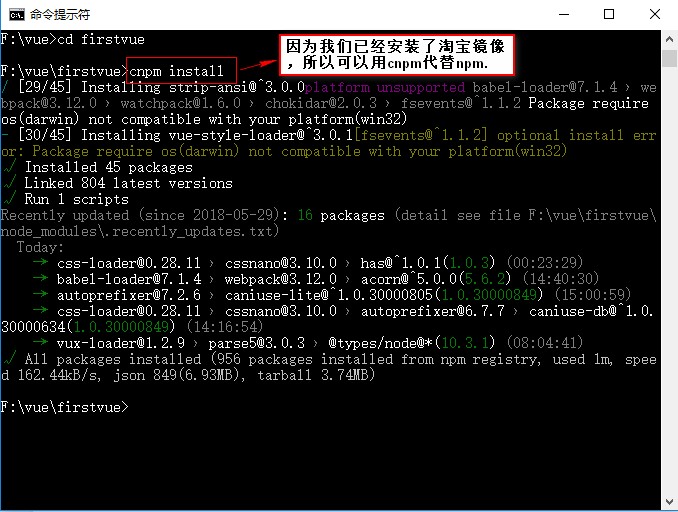 命令提示符
F:\vue>cd firstvue
因为我们已经安装了淘宝镜像
，所以可以用cnpm代替npm.
F:\vue\firstvue>cnpm install
/ [29/45] Installing strip-ansi@^3.0.0platform unsupported babel-loader@7.1.4 › we
bpack@3.12.0 › watchpack@1.6.0 › chokidar@2.0.3 › fsevents@^1.1.2 Package require
os(darwin) not compatible with your platform(win32)
- [30/45] Installing vue-style-loader@^3.0.1[fsevents@^1.1.2] optional install err
or: Package require os(darwin) not compatible with your platform(win32)
√ Installed 45 packages
√ Linked 804 latest versions
√ Run 1 scripts
Recently updated (since 2018-05-29): 16 packages (detail see file F:\vue\firstvue\
node_modules\.recently_updates.txt)
Today:
→ css-loader@0.28.11 › cssnano@3.10.0 › has@^1.0.1(1.0.3) (00:23:29)
→ babel-loader@7.1.4 › webpack@3.12.0 › acorn@^5.0.0(5.6.2) (14:40:30)
→ autoprefixer@7.2.6 › caniuse-lite@^1.0.30000805(1.0.30000849) (15:00:59)
→ css-loader@0.28.11 › cssnano@3.10.0 › autoprefixer@6.7.7 › caniuse-db@^1.0.
30000634(1.0.30000849) (14:16:54)
→ vux-loader@1.2.9 › parse5@3.0.3 › @types/node@*(10.3.1) (08:04:41)
√ All packages installed (956 packages installed from npm registry, used 1m, spee
d 162.44kB/s, json 849(6.93MB), tarball 3.74MB)
F:\vue\firstvue>